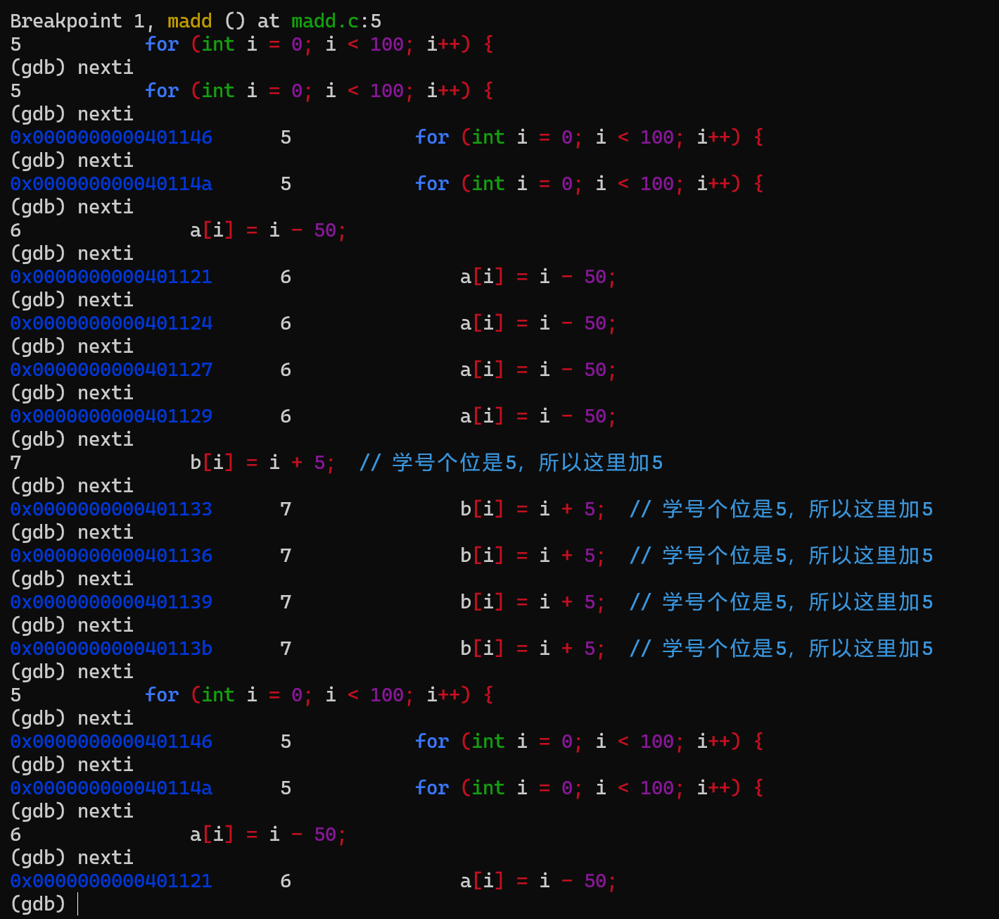 Breakpoint 1, madd () at madd.c:5
5           for (int i = 0; i < 100; i++) {
(gdb) nexti
5           for (int i = 0; i < 100; i++) {
(gdb) nexti
0x0000000000401146      5           for (int i = 0; i < 100; i++) {
(gdb) nexti
0x000000000040114a      5           for (int i = 0; i < 100; i++) {
(gdb) nexti
6               a[i] = i - 50;
(gdb) nexti
0x0000000000401121      6               a[i] = i - 50;
(gdb) nexti
0x0000000000401124      6               a[i] = i - 50;
(gdb) nexti
0x0000000000401127      6               a[i] = i - 50;
(gdb) nexti
0x0000000000401129      6               a[i] = i - 50;
(gdb) nexti
7               b[i] = i + 5;  // 学号个位是5，所以这里加5
(gdb) nexti
0x0000000000401133      7               b[i] = i + 5;  // 学号个位是5，所以这里加5
(gdb) nexti
0x0000000000401136      7               b[i] = i + 5;  // 学号个位是5，所以这里加5
(gdb) nexti
0x0000000000401139      7               b[i] = i + 5;  // 学号个位是5，所以这里加5
(gdb) nexti
0x000000000040113b      7               b[i] = i + 5;  // 学号个位是5，所以这里加5
(gdb) nexti
5           for (int i = 0; i < 100; i++) {
(gdb) nexti
0x0000000000401146      5           for (int i = 0; i < 100; i++) {
(gdb) nexti
0x000000000040114a      5           for (int i = 0; i < 100; i++) {
(gdb) nexti
6               a[i] = i - 50;
(gdb) nexti
0x0000000000401121      6               a[i] = i - 50;
(gdb)